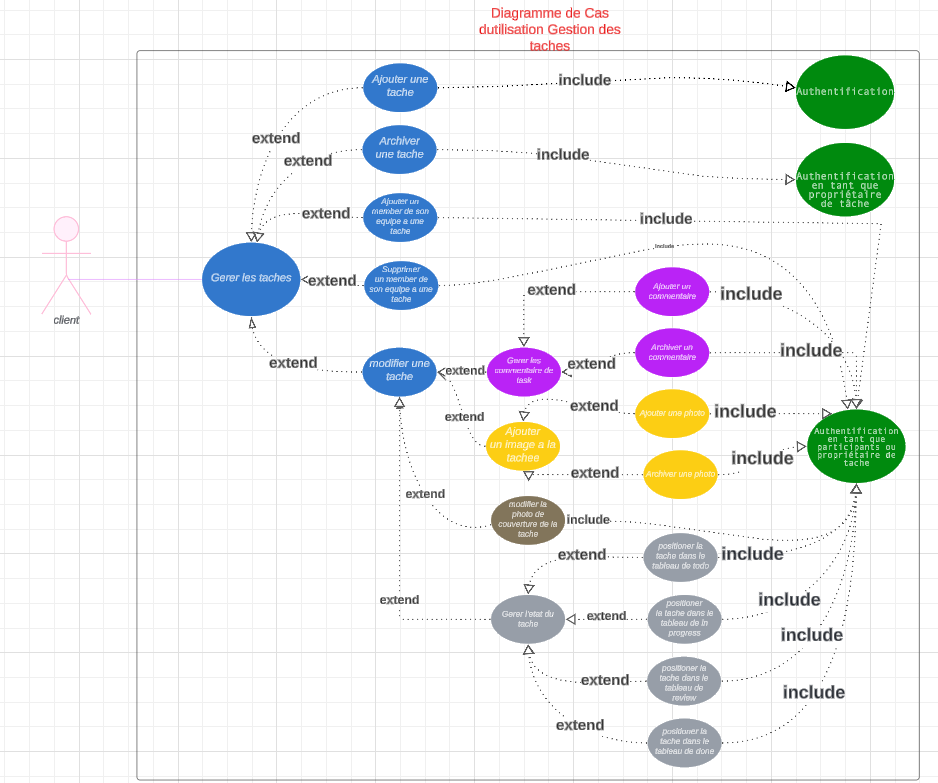 Diagramme de Cas
dutilisation Gestion des
taches
Ajouter une
tache
include
Authentification
extend
Archiver
une tache
extend
include
Authentification
en tant que
propriétaire
de tâche
Ajouter un
member de son
equipe a une
tache
extend
include
Gerer les taches
Supprimer
un member de
son equipe a une
tache
extend
include
client
Ajouter un
commentaire
extend
include
Archiver un
commentaire
extend
include
modifier une
tache
extend
Gerer les
commentaire de
task
extend
Ajouter une photo
extend
include
extend
Ajouter
un image a la
tachee
Authentification
en tant que
participants ou
propriétaire de
tache
Archiver une photo
extend
include
extend
modifier la
photo de
couverture de la
tache
include
positioner la
tache dans le
tableau de todo
extend
include
extend
Gerer l'etat du
tache
extend
positioner
la tache dans le
tableau de in
progress
include
include
positioner la
tache dans le
tableau de
review
extend
include
extend
positioner la
tache dans le
tableau de done